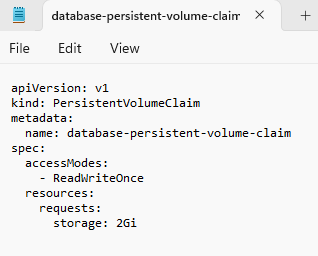 database-persistent-volume-claim
File Edit View
apiVersion: v1
kind: PersistentVolumeClaim
metadata:
  name: database-persistent-volume-claim
spec:
  accessModes:
    - ReadWriteOnce
  resources:
    requests:
      storage: 2Gi